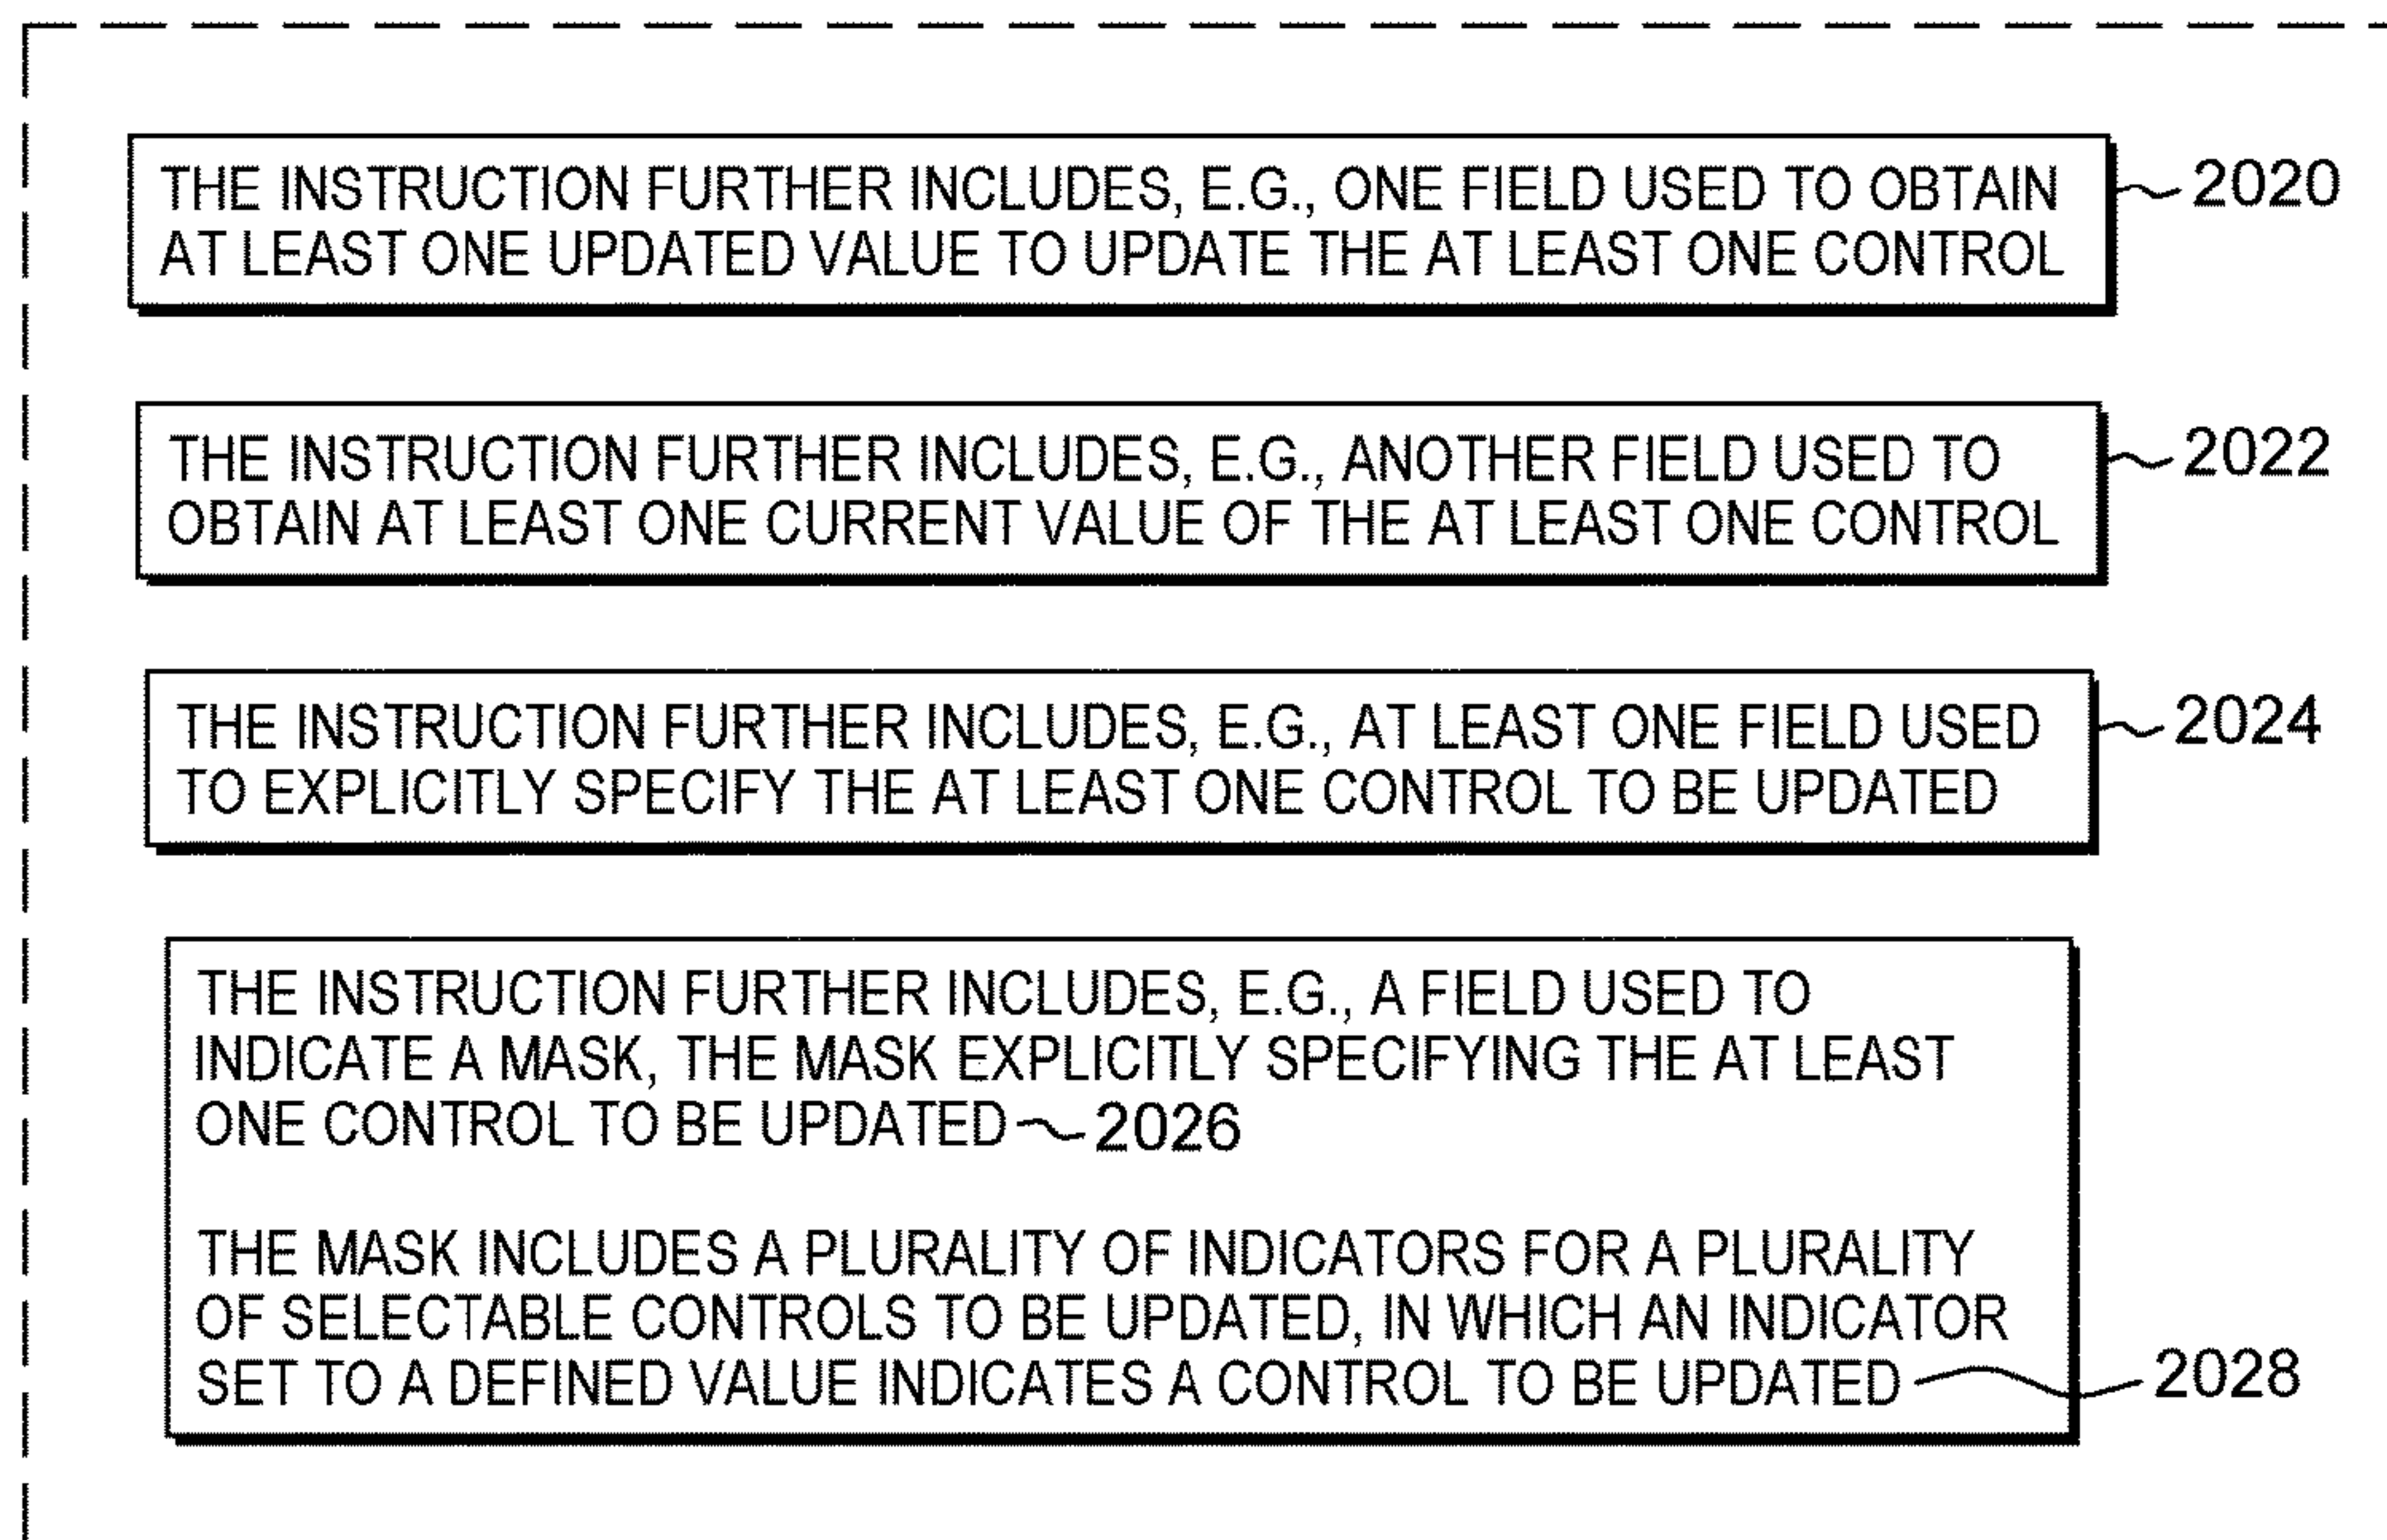 THE INSTRUCTION FURTHER INCLUDES, E.G., ONE FIELD USED TO OBTAIN 2020
AT LEAST ONE UPDATED VALUE TO UPDATE THE AT LEAST ONE CONTROL
THE INSTRUCTION FURTHER INCLUDES, E.G., ANOTHER FIELD USED TO 2022
OBTAIN AT LEAST ONE CURRENT VALUE OF THE AT LEAST ONE CONTROL
THE INSTRUCTION FURTHER INCLUDES, E.G., AT LEAST ONE FIELD USED 2024
TO EXPLICITLY SPECIFY THE AT LEAST ONE CONTROL TO BE UPDATED
THE INSTRUCTION FURTHER INCLUDES, E.G., A FIELD USED TO
INDICATE A MASK, THE MASK EXPLICITLY SPECIFYING THE AT LEAST
ONE CONTROL TO BE UPDATED 2026
THE MASK INCLUDES A PLURALITY OF INDICATORS FOR A PLURALITY
OF SELECTABLE CONTROLS TO BE UPDATED, IN WHICH AN INDICATOR
SET TO A DEFINED VALUE INDICATES A CONTROL TO BE UPDATED 2028